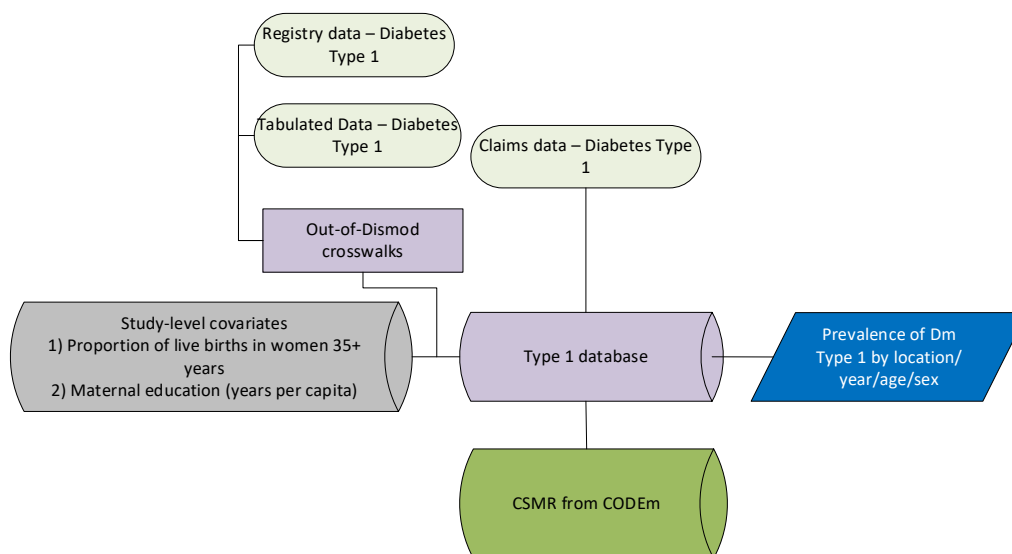 Registry data – Diabetes
Type 1
Tabulated Data – Diabetes
Type 1
Claims data – Diabetes Type
1
Out-of-Dismod
crosswalks
Study-level covariates
1) Proportion of live births in women 35+
years
2) Maternal education (years per capita)
Type 1 database
Prevalence of Dm
Type 1 by location/
year/age/sex
CSMR from CODEm